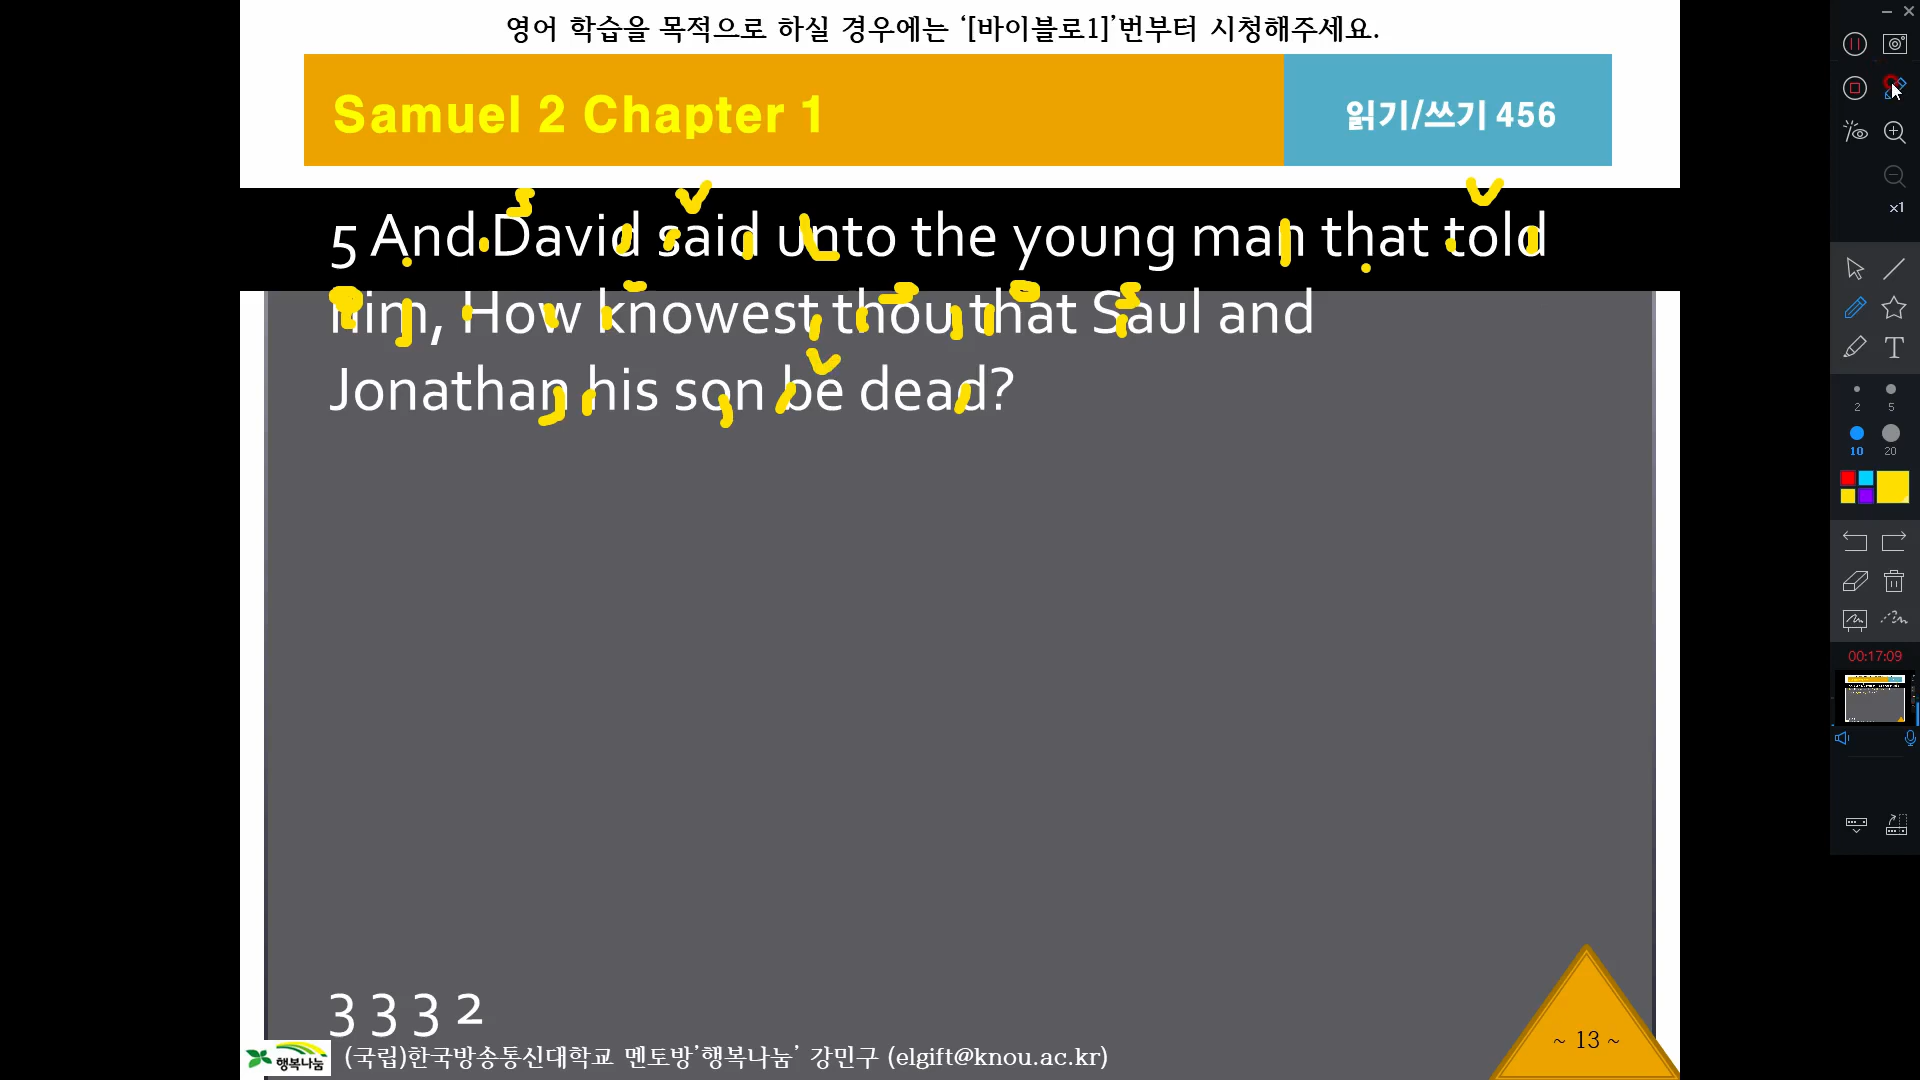 영어 학습을 목적으로 하실 경우에는 ‘[바이블로1]’번부터 시청해주세요.
Samuel 2 Chapter 1
읽기/쓰기 456
5 And David said unto the young man that told
him, How knowest thou that Saul and
Jonathan his son be dead?
3 3 3 2
행복나눔
(국립)한국방송통신대학교 멘토방’행복나눔’ 강민구 (elgift@knou.ac.kr)
~ 13 ~
x1
T
2 5
10 20
00:17:09